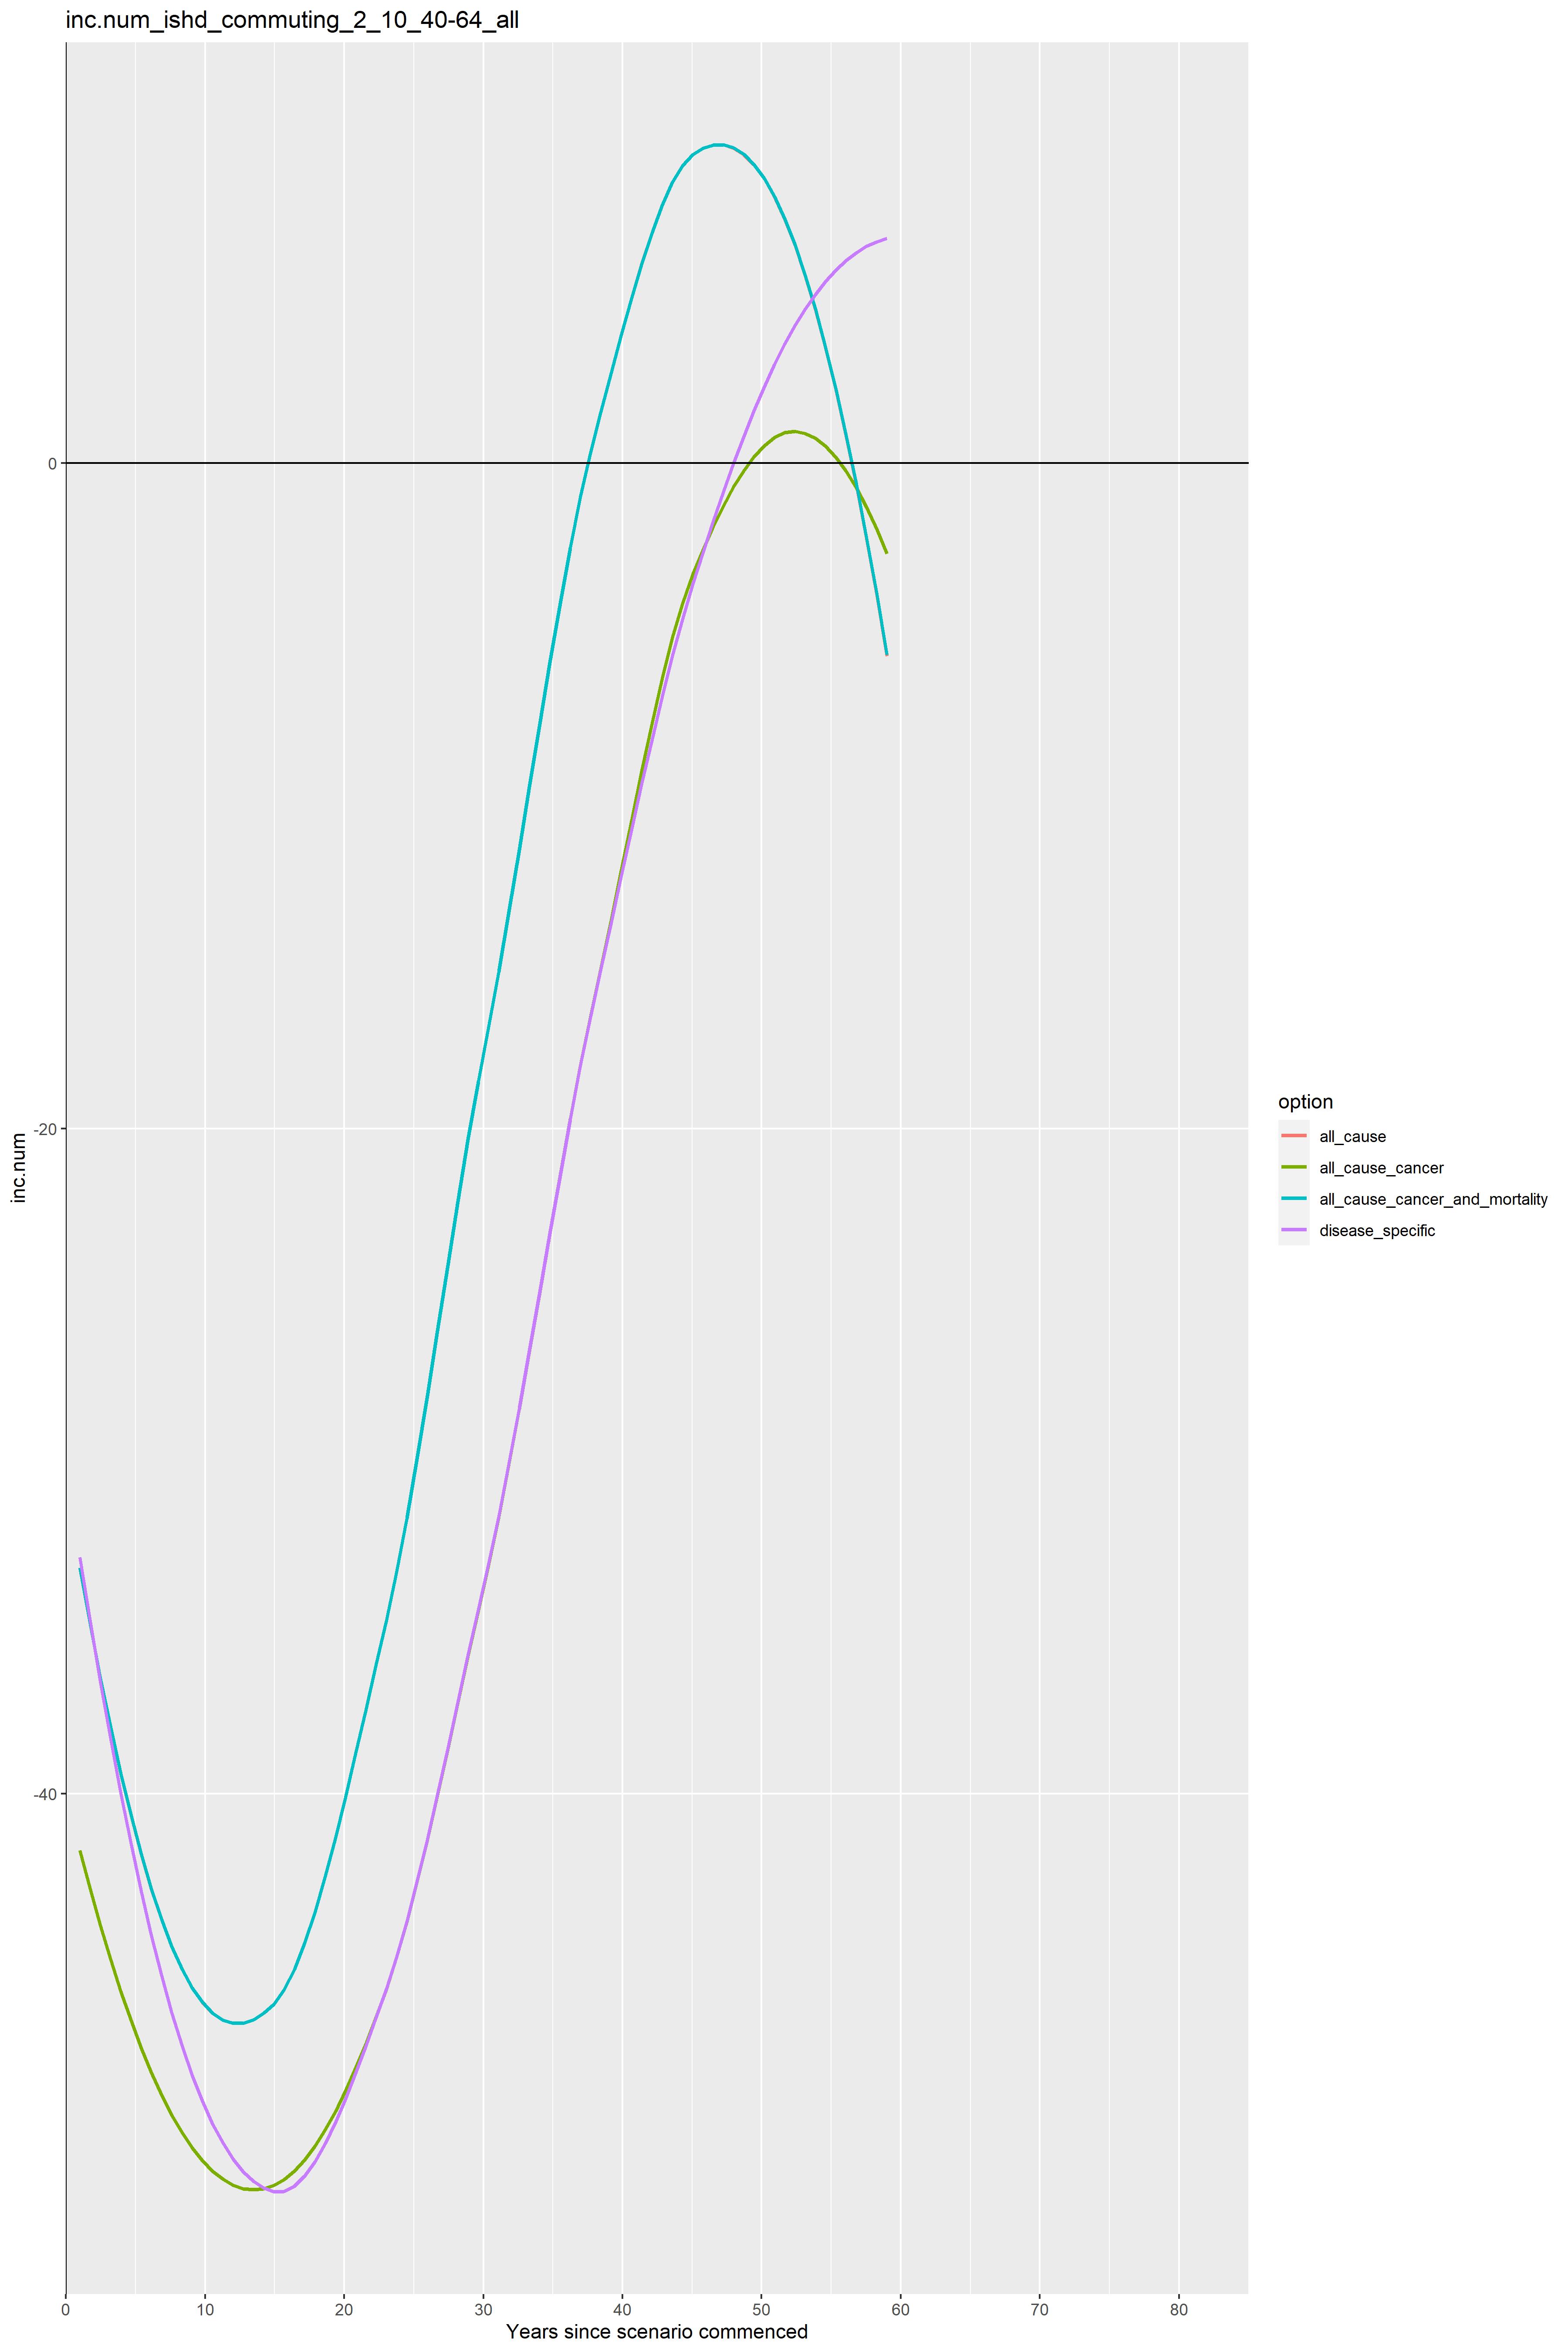 inc.num_ishd_commuting_2_10_40-64_all
0
-20
-40
inc.num
0 10 20 30 40 50 60 70 80
Years since scenario commenced
option
all_cause
all_cause_cancer
all_cause_cancer_and_mortality
disease_specific